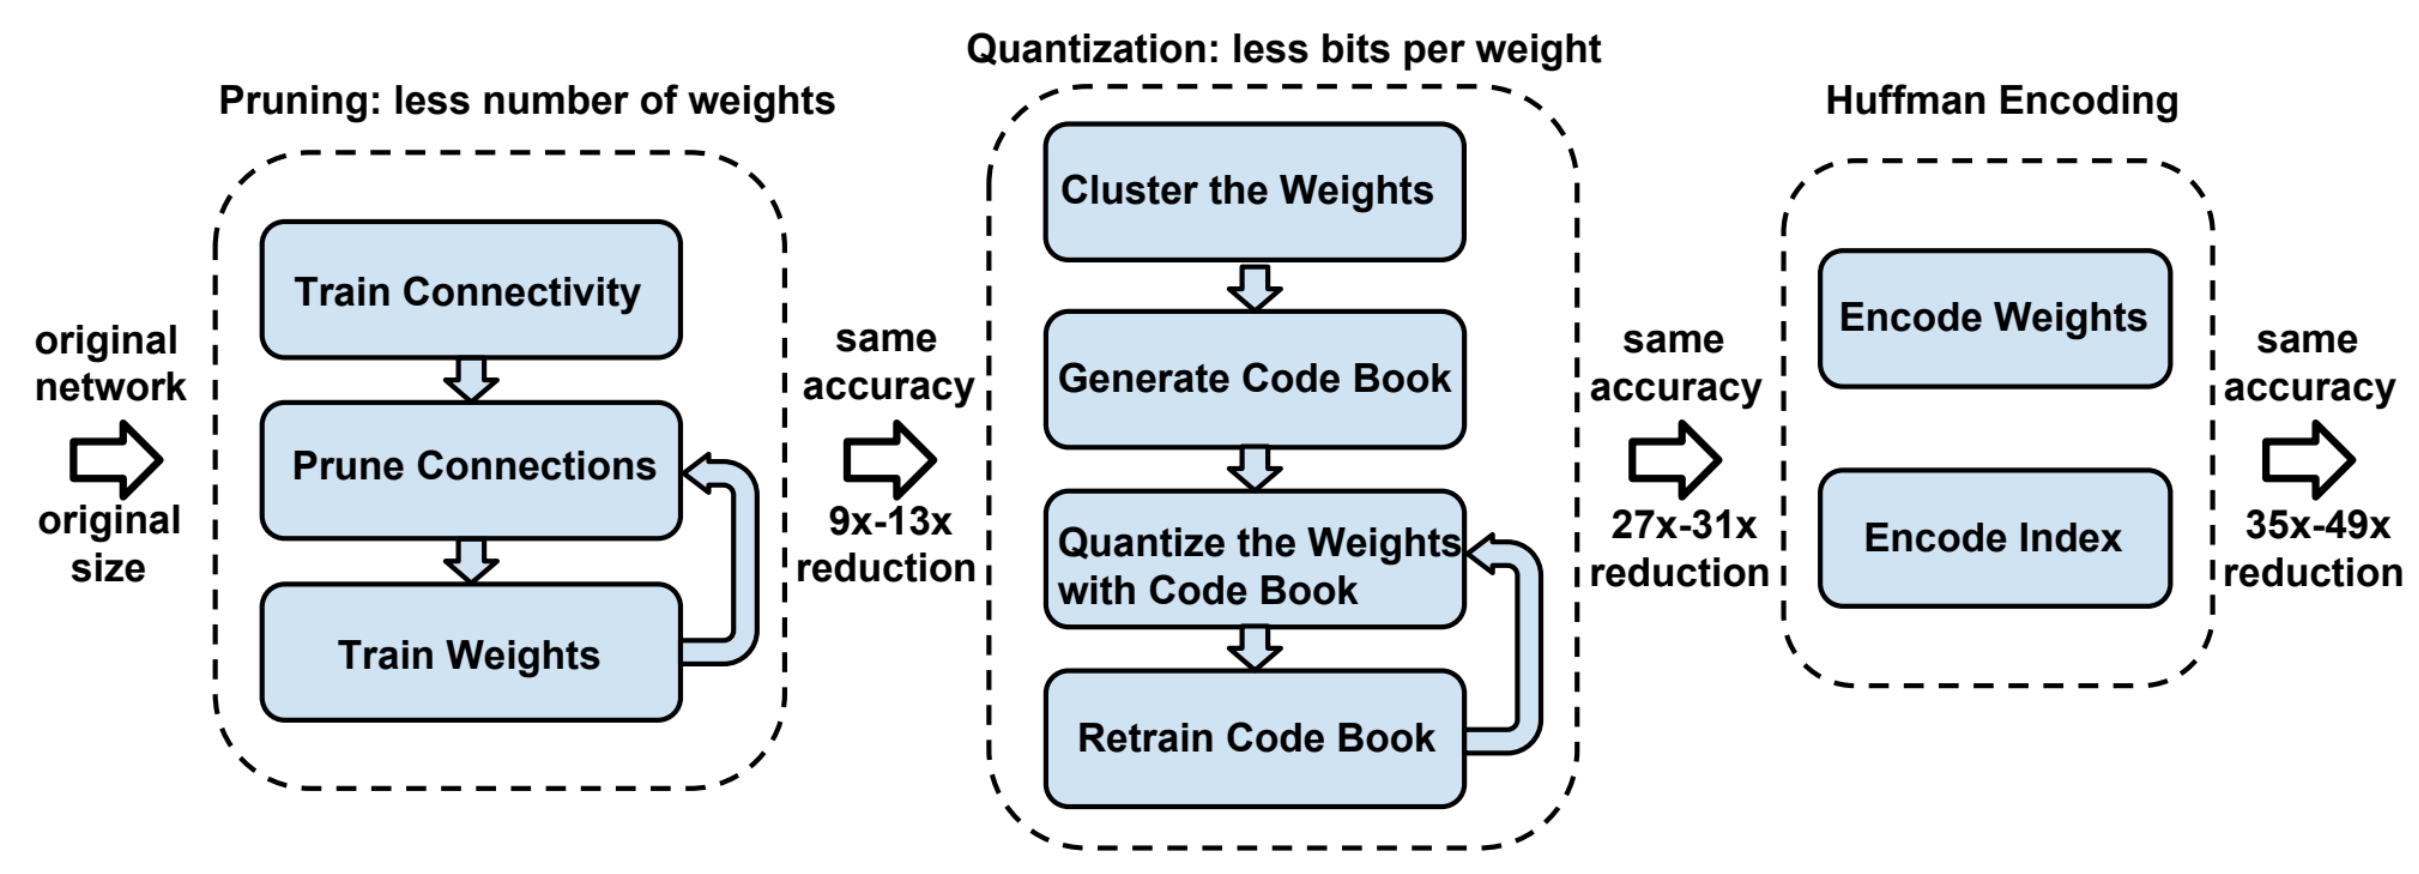 original
network
original
size
Pruning: less number of weights
Train Connectivity
Prune Connections
Train Weights
same
accuracy
9x-13x
reduction
Quantization: less bits per weight
Cluster the Weights
Generate Code Book
Quantize the Weights
with Code Book
Retrain Code Book
same
accuracy
27x-31x
reduction
Huffman Encoding
Encode Weights
Encode Index
same
accuracy
35x-49x
reduction